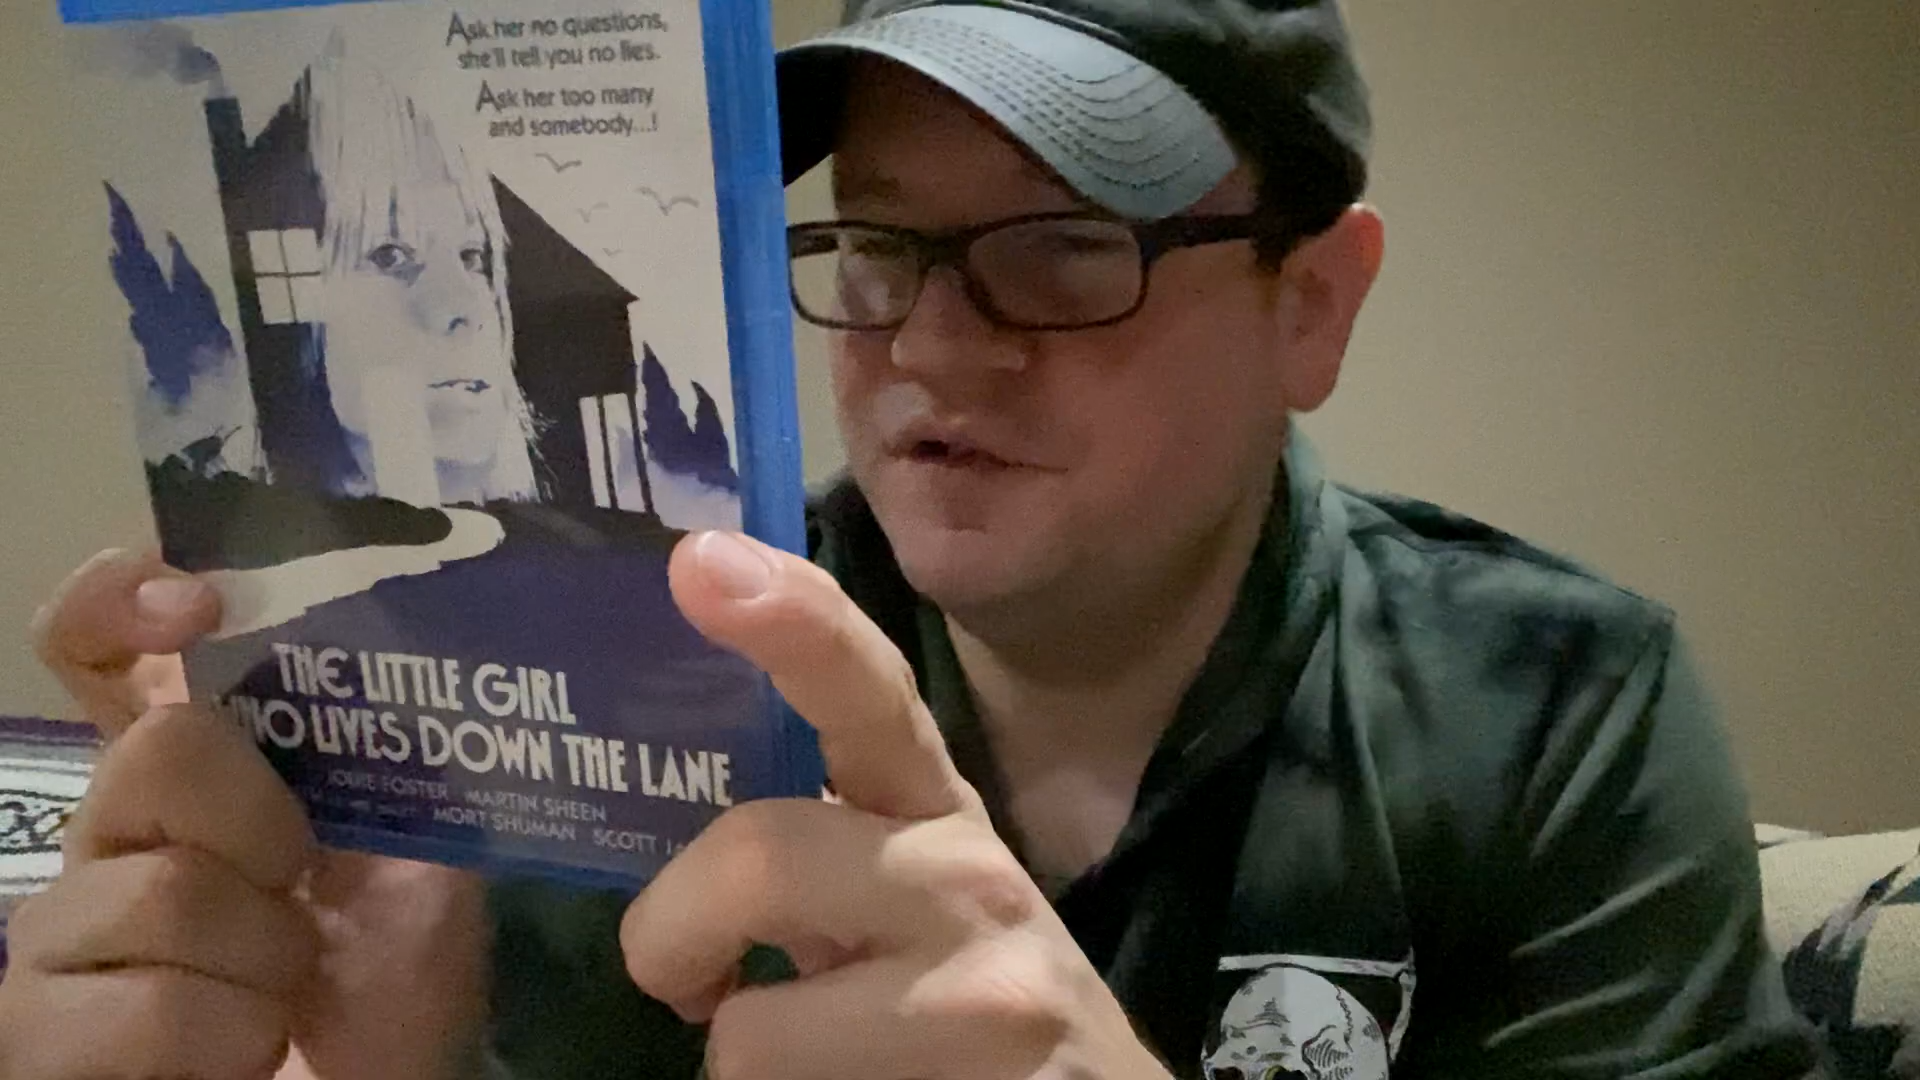 Ask her no questions,
she'll tell you no lies.
Ask her too many
and somebody...!
THE LITTLE GIRL
WHO LIVES DOWN THE LANE
JODIE FOSTER MARTIN SHEEN
MORT SHUMAN SCOTT